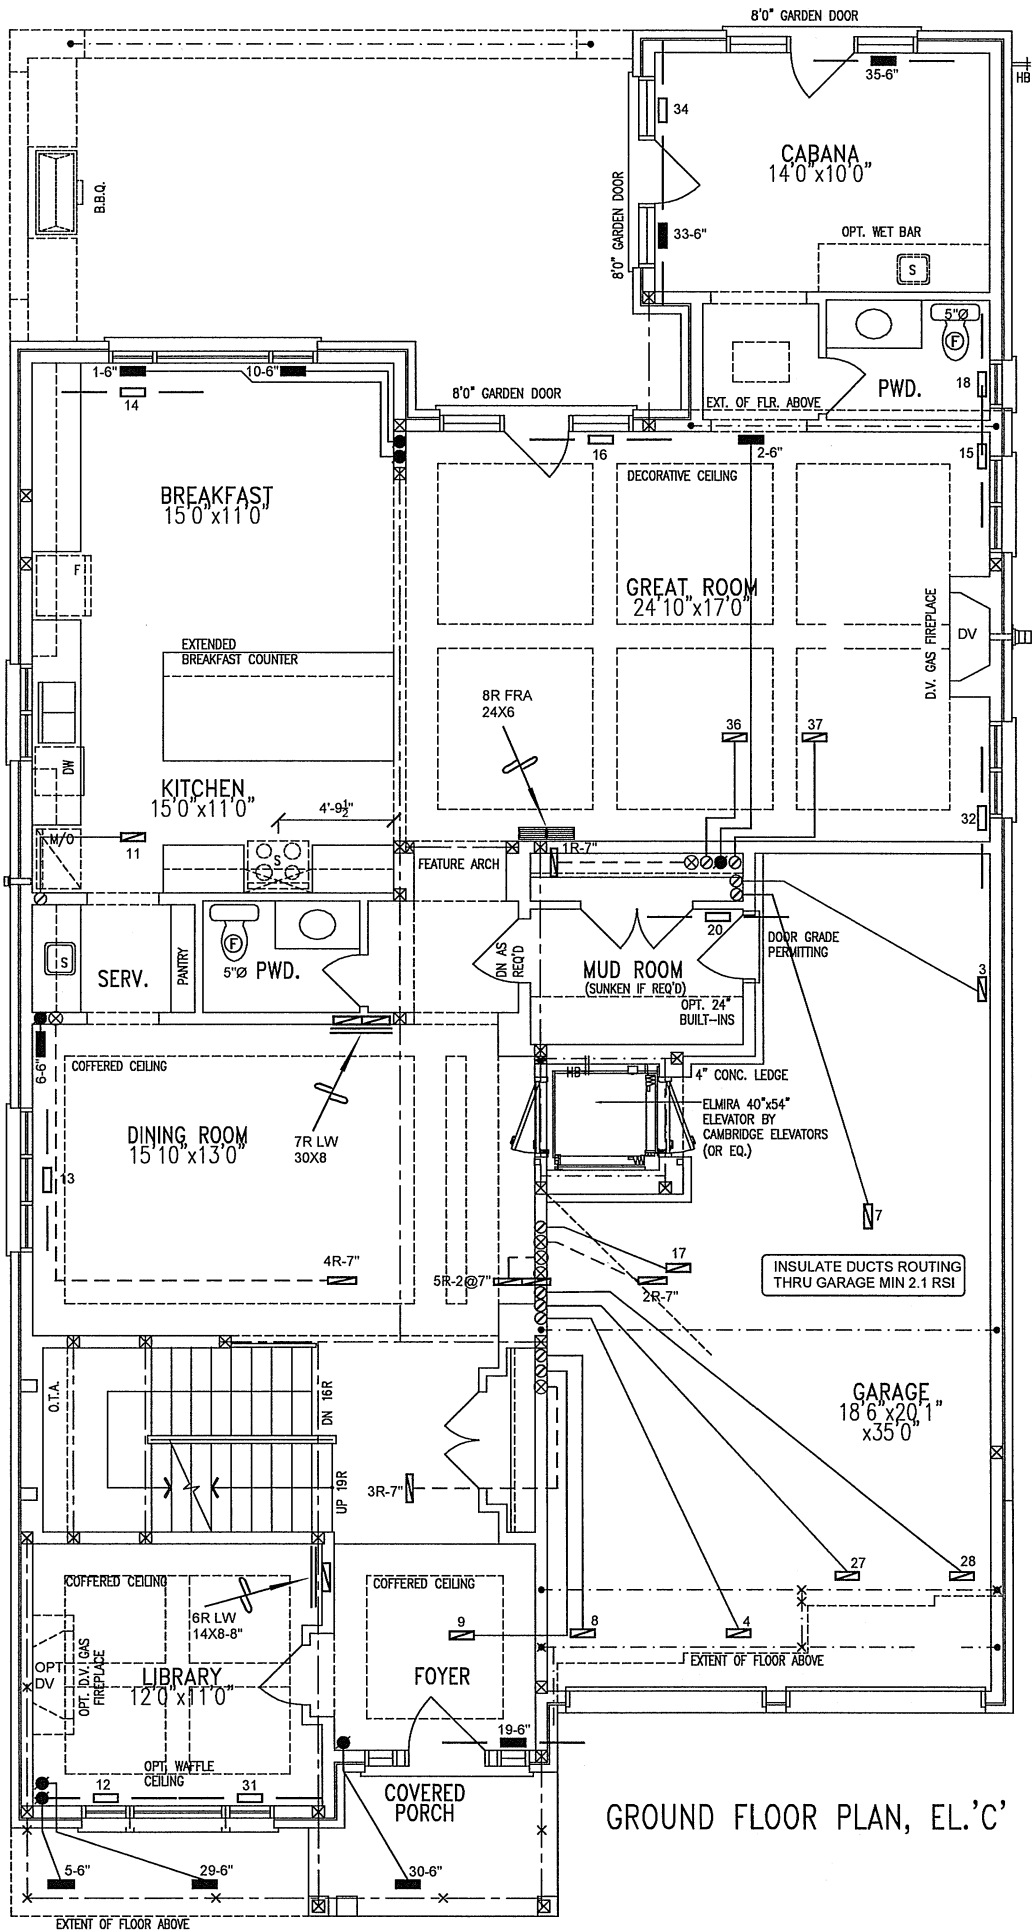 8'0" GARDEN DOOR
35-6"
HB
34
CABANA
14'0"x10'0"
B.B.Q.
8'0" GARDEN DOOR
33-6"
OPT. WET BAR
S
5"Ø
F
1-6"
10-6"
14
8'0" GARDEN DOOR
18
PWD.
EXT. OF FLR. ABOVE
16
2-6"
15
BREAKFAST
15'0"x11'0"
DECORATIVE CEILING
F
GREAT ROOM
24'10"x17'0"
D.V. GAS FIREPLACE
DV
EXTENDED
BREAKFAST COUNTER
8R FRA
24X6
36
37
DW
KITCHEN
15'0"x11'0"
4'-9½"
32
M/O
11
S
FEATURE ARCH
1R-7"
20
DOOR GRADE
PERMITTING
S
SERV.
PANTRY
F
5"Ø
PWD.
DN AS
REQ'D
MUD ROOM
(SUNKEN IF REQ'D)
3
OPT. 24"
BUILT-INS
6-6"
COFFERED CEILING
HB
4" CONC. LEDGE
ELMIRA 40"x54"
ELEVATOR BY
CAMBRIDGE ELEVATORS
(OR EQ.)
DINING ROOM
15'10"x13'0"
7R LW
30X8
13
7
4R-7"
5R-2@7"
17
2R-7"
INSULATE DUCTS ROUTING
THRU GARAGE MIN 2.1 RSI
O.T.A.
DN 16R
GARAGE
18'6"x20'1"
x35'0"
UP 19R
3R-7"
27
28
COFFERED CEILING
COFFERED CEILING
6R LW
14X8-8"
9
8
4
OPT
DV
OPT. D.V. GAS
FIREPLACE
LIBRARY
12'0"x11'0"
FOYER
EXTENT OF FLOOR ABOVE
19-6"
OPT. WAFFLE
CEILING
12
31
COVERED
PORCH
GROUND FLOOR PLAN, EL.'C'
5-6"
29-6"
30-6"
EXTENT OF FLOOR ABOVE